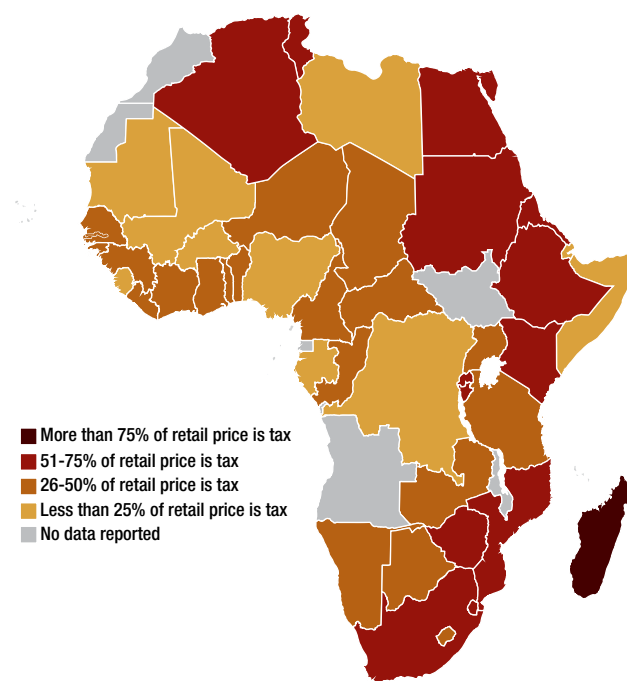 More than 75% of retail price is tax
51-75% of retail price is tax
26-50% of retail price is tax
Less than 25% of retail price is tax
No data reported